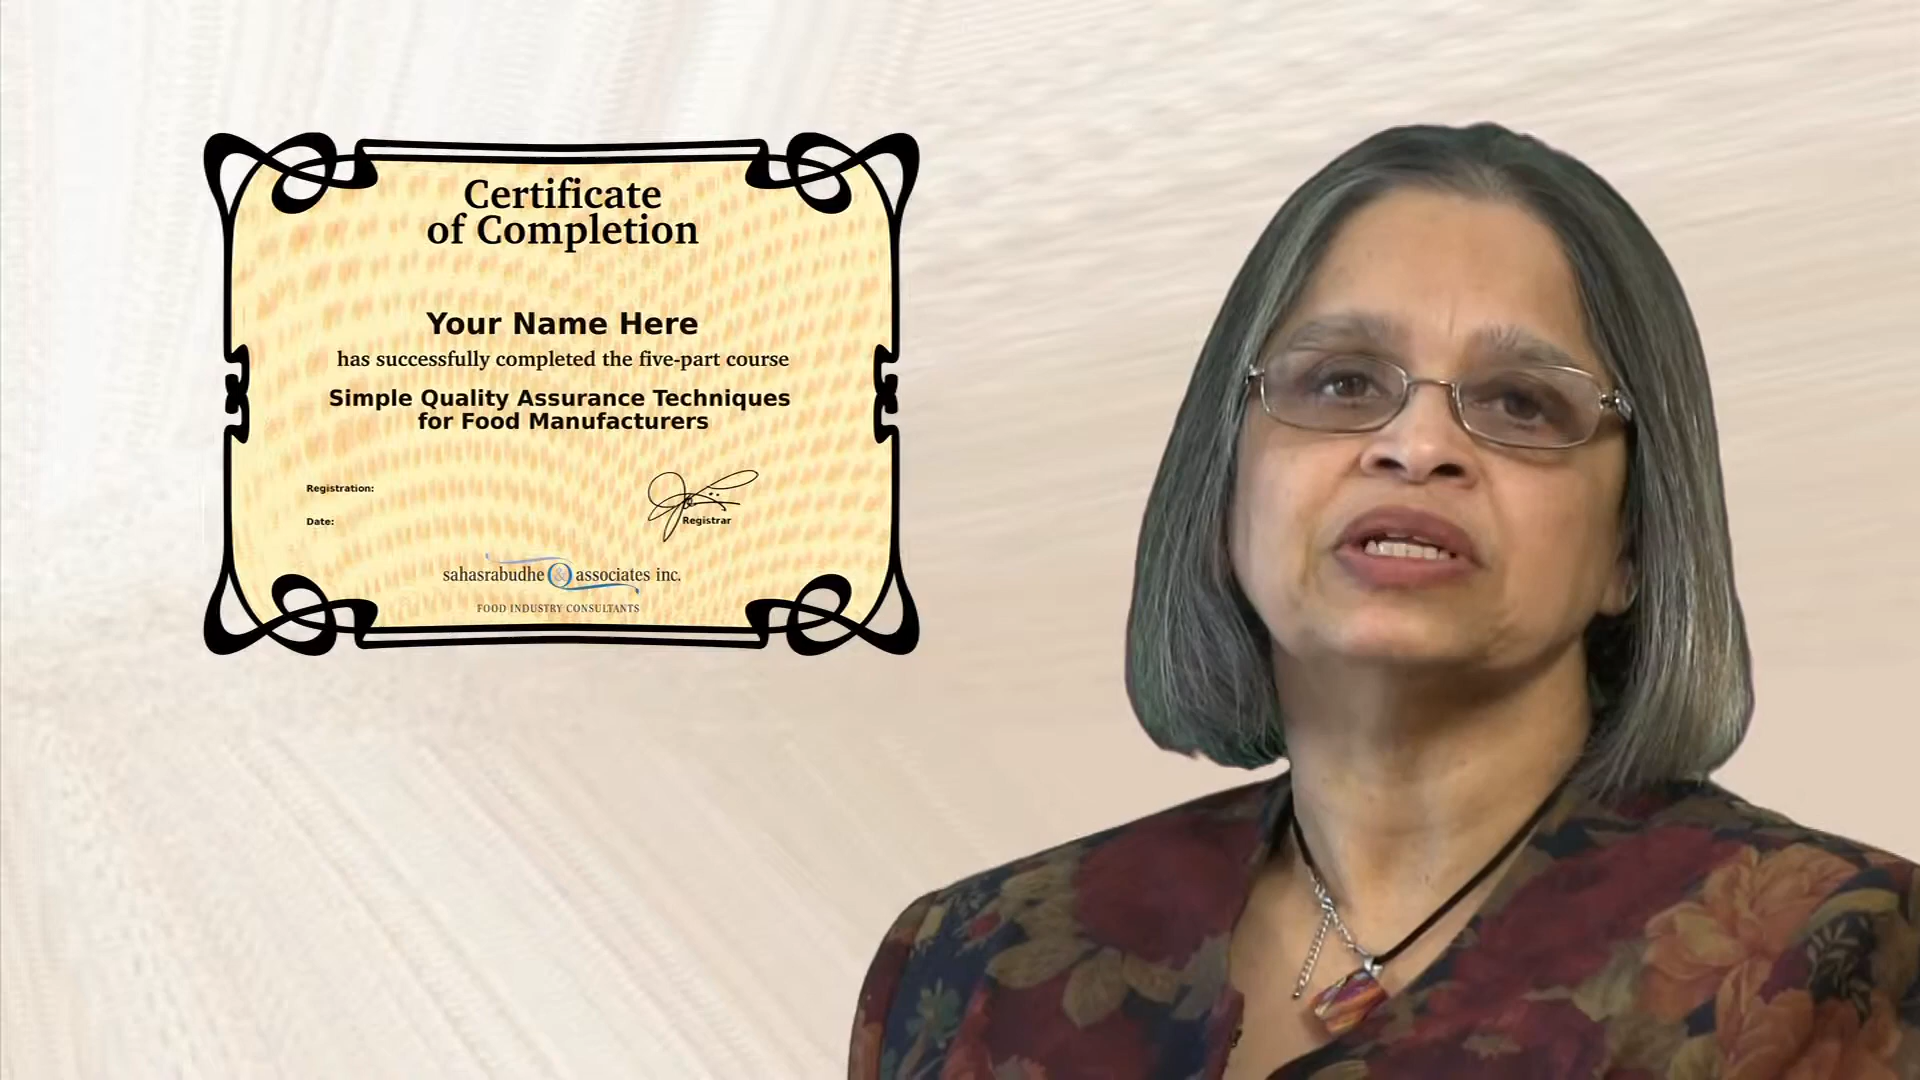 Certificate
of Completion
Your Name Here
has successfully completed the five-part course
Simple Quality Assurance Techniques
for Food Manufacturers
Registration:
Date:
Registrar
sahasrabudhe & associates inc.
FOOD INDUSTRY CONSULTANTS